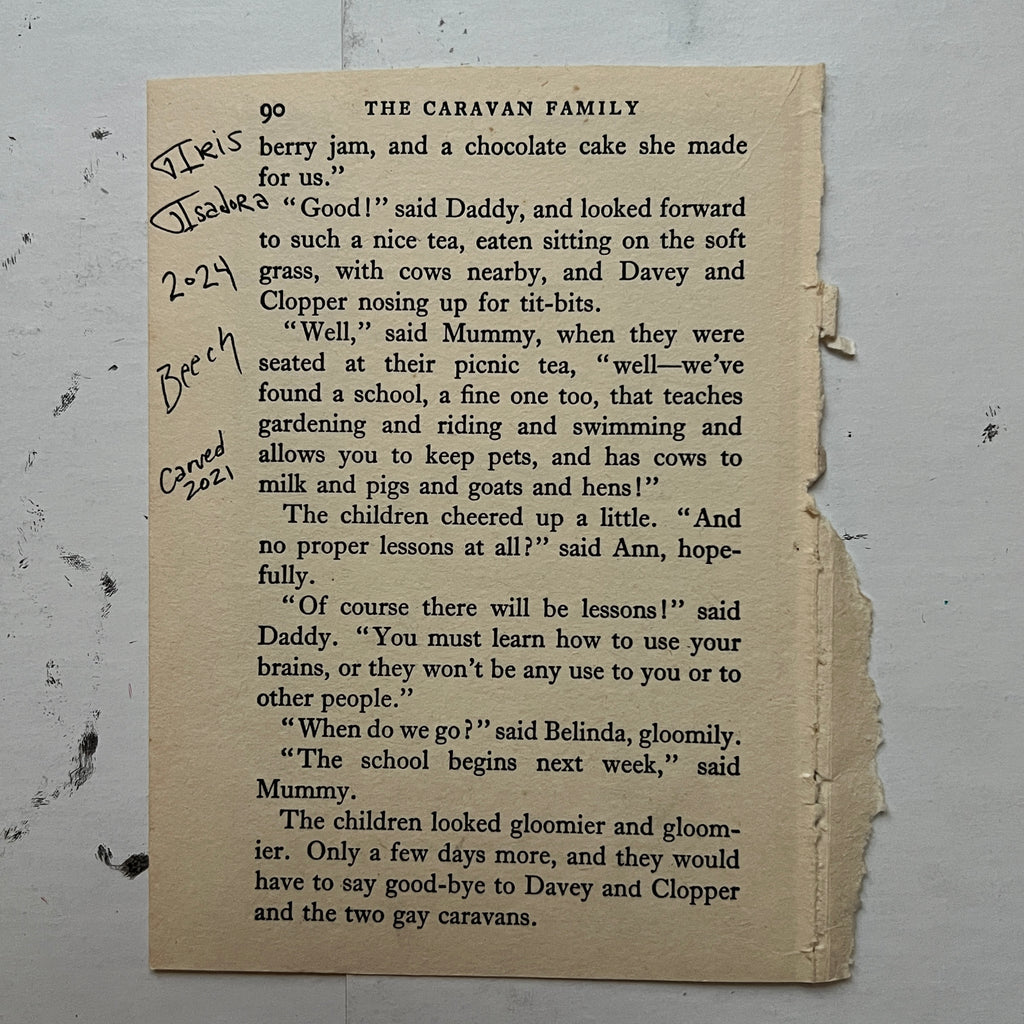 90 THE CARAVAN FAMILY
berry jam, and a chocolate cake she made
for us.”
“Good!” said Daddy, and looked forward
to such a nice tea, eaten sitting on the soft
grass, with cows nearby, and Davey and
Clopper nosing up for tit-bits.
“Well,” said Mummy, when they were
seated at their picnic tea, “well—we’ve
found a school, a fine one too, that teaches
gardening and riding and swimming and
allows you to keep pets, and has cows to
milk and pigs and goats and hens!”
The children cheered up a little. “And
no proper lessons at all?” said Ann, hope-
fully.
“Of course there will be lessons!” said
Daddy. “You must learn how to use your
brains, or they won’t be any use to you or to
other people.”
“When do we go?” said Belinda, gloomily.
“The school begins next week,” said
Mummy.
The children looked gloomier and gloom-
ier. Only a few days more, and they would
have to say good-bye to Davey and Clopper
and the two gay caravans.
Iris
Isadora
2024
Beech
Carved
2021